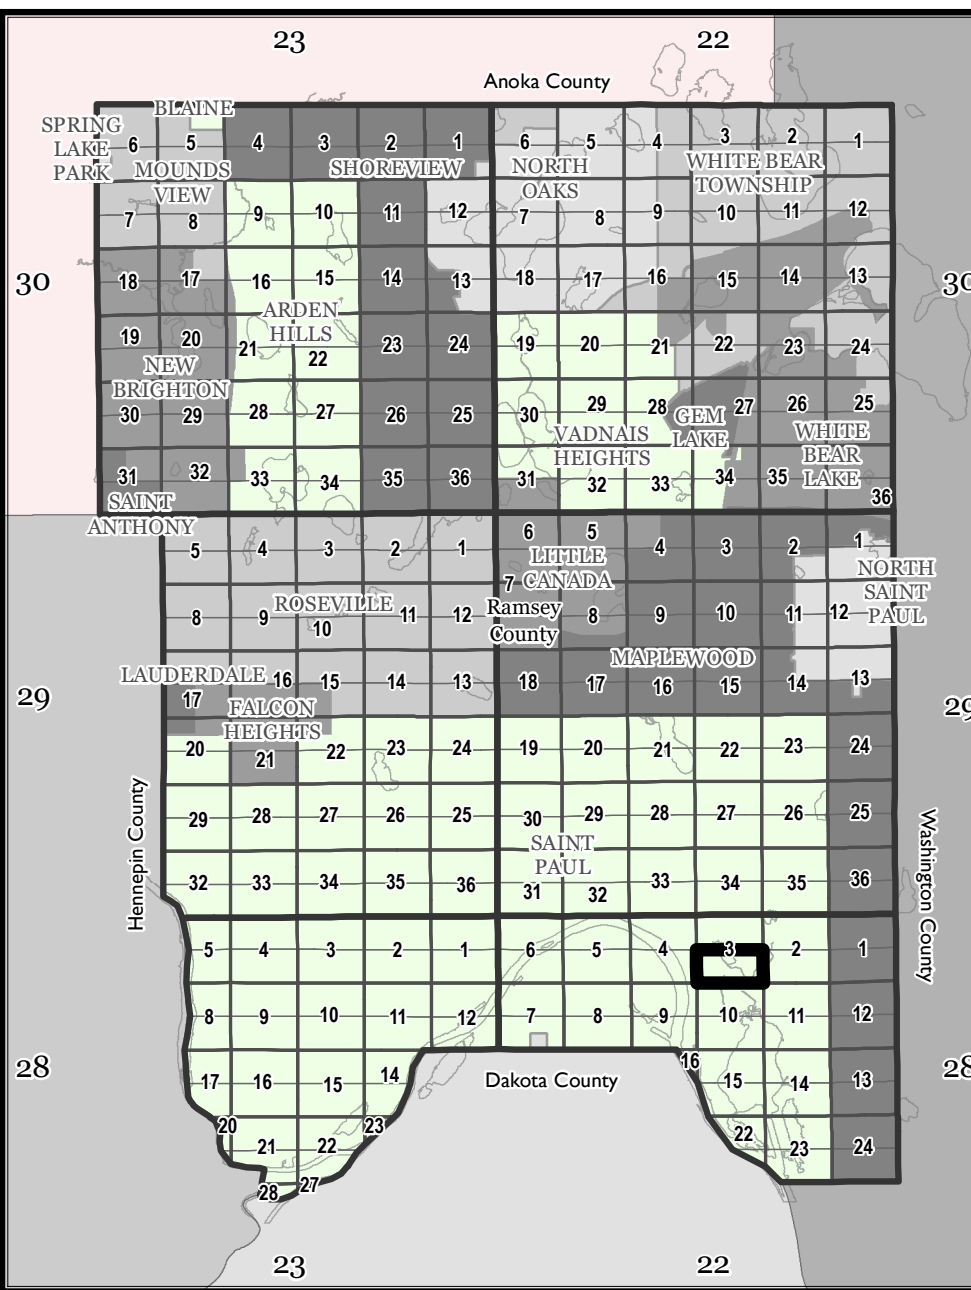 23 22
Anoka County
BLAINE
SPRING
LAKE
PARK
6 5 4 3 2 1 6 5 4 3 2 1
MOUNDS
VIEW
SHOREVIEW
NORTH
OAKS
WHITE BEAR
TOWNSHIP
7 8 9 10 11 12 7 8 9 10 11 12
30 18 17 16 15 14 13 18 17 16 15 14 13 30
ARDEN
HILLS
19 20 21 22 23 24 19 20 21 22 23 24
NEW
BRIGHTON
30 29 28 27 26 25 30 29 28 27 26 25
GEM
LAKE
VADNAIS
HEIGHTS
WHITE
BEAR
LAKE
31 32 33 34 35 36 31 32 33 34 35 36
SAINT
ANTHONY
5 4 3 2 1 6 5 4 3 2 1
LITTLE
CANADA
NORTH
SAINT
PAUL
8 9 10 11 12 7 8 9 10 11 12
ROSEVILLE
Ramsey
County
MAPLEWOOD
LAUDERDALE
29 17 16 15 14 13 18 17 16 15 14 13 29
FALCON
HEIGHTS
20 21 22 23 24 19 20 21 22 23 24
29 28 27 26 25 30 29 28 27 26 25
SAINT
PAUL
32 33 34 35 36 31 32 33 34 35 36
Hennepin County
Washington County
5 4 3 2 1 6 5 4 3 2 1
8 9 10 11 12 7 8 9 10 11 12
28 17 16 15 14 16 15 14 13 28
Dakota County
20 21 22 23 22 23 24
28 27
23 22